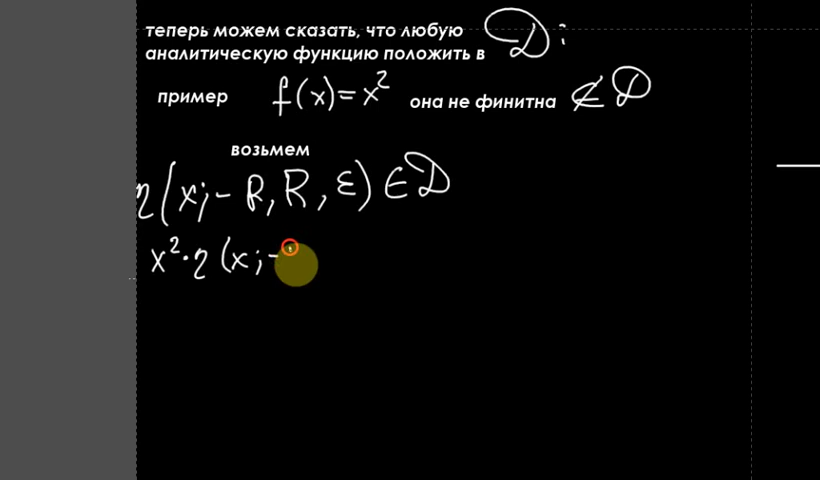 теперь можем сказать, что любую
аналитическую функцию положить в D:
пример f(x)=x² она не финитна ∉ D
возьмем
η(x;-R,R,ε)∈D
x²·η(x;-